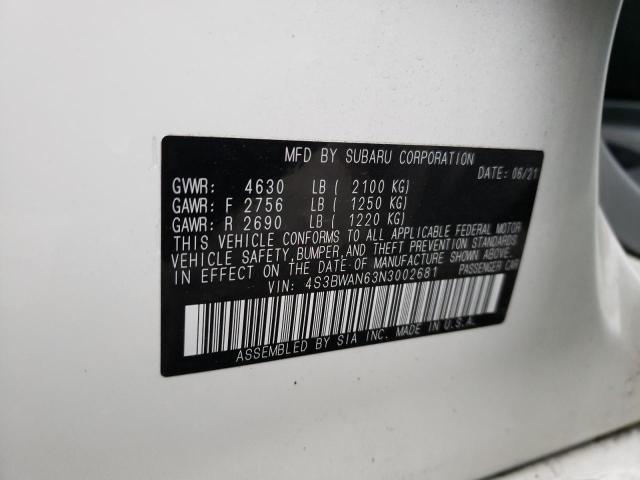 MFD BY SUBARU CORPORATION
DATE: 06/21
GVWR: 4630 LB ( 2100 KG)
GAWR: F 2756 LB ( 1250 KG)
GAWR: R 2690 LB ( 1220 KG)
THIS VEHICLE CONFORMS TO ALL APPLICABLE FEDERAL MOTOR
VEHICLE SAFETY, BUMPER, AND THEFT PREVENTION STANDARDS
IN EFFECT ON THE DATE OF MANUFACTURE SHOWN ABOVE.
VIN: 4S3BWAN63N3002681 PASSENGER CAR
ASSEMBLED BY SIA INC. MADE IN U.S.A.